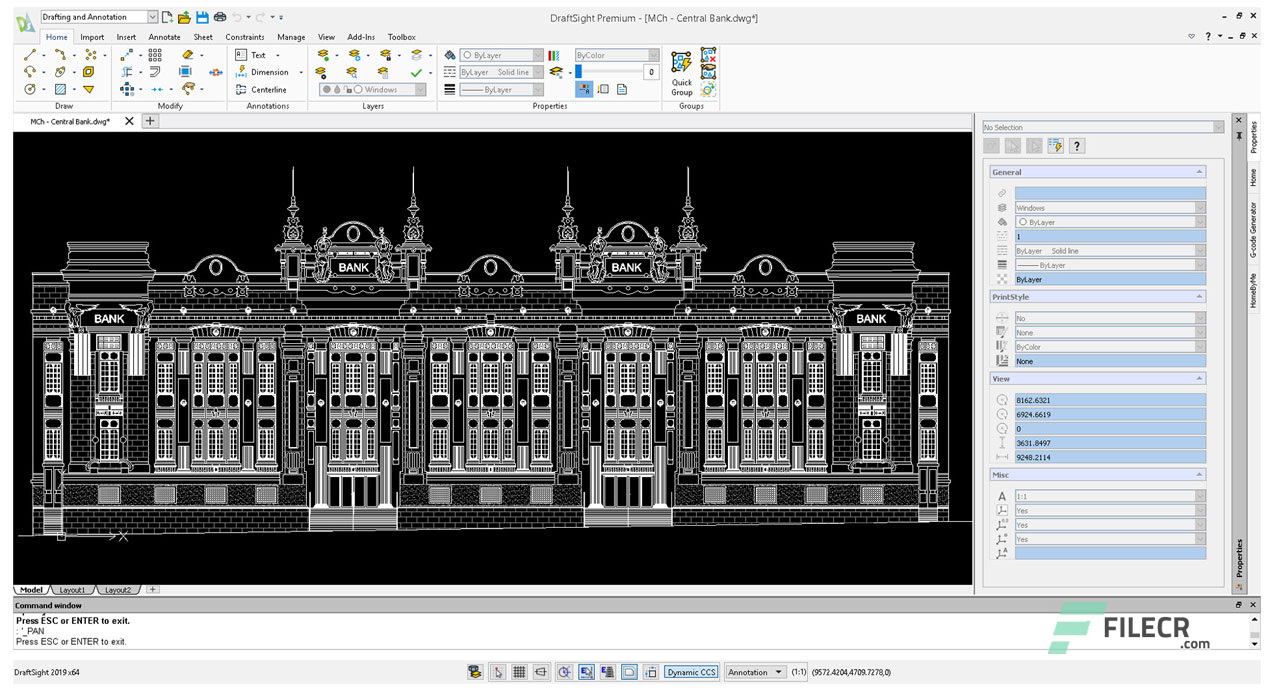 Drafting and Annotation
DraftSight Premium - [MCh - Central Bank.dwg*]
Home Import Insert Annotate Sheet Constraints Manage View Add-Ins Toolbox
Text
Dimension
Centerline
Windows
ByLayer
ByLayer Solid line
ByLayer
ByColor
0
Quick
Group
Draw Modify Annotations Layers Properties Groups
MCh - Central Bank.dwg*
BANK
BANK
BANK
BANK
No Selection
?
General
Windows
ByLayer
1
ByLayer Solid line
ByLayer
ByLayer
PrintStyle
No
None
ByColor
None
View
8162.6321
6924.6619
0
3631.8497
9248.2114
Misc
1:1
Yes
Yes
Yes
Properties
Home
G-code Generator
HomeByMe
Properties
Model Layout1 Layout2
Command window
Press ESC or ENTER to exit.
: '_PAN
Press ESC or ENTER to exit.
FILECR
.com
DraftSight 2019 x64
Dynamic CCS
Annotation
(1:1)
(9572.4204,4709.7278,0)